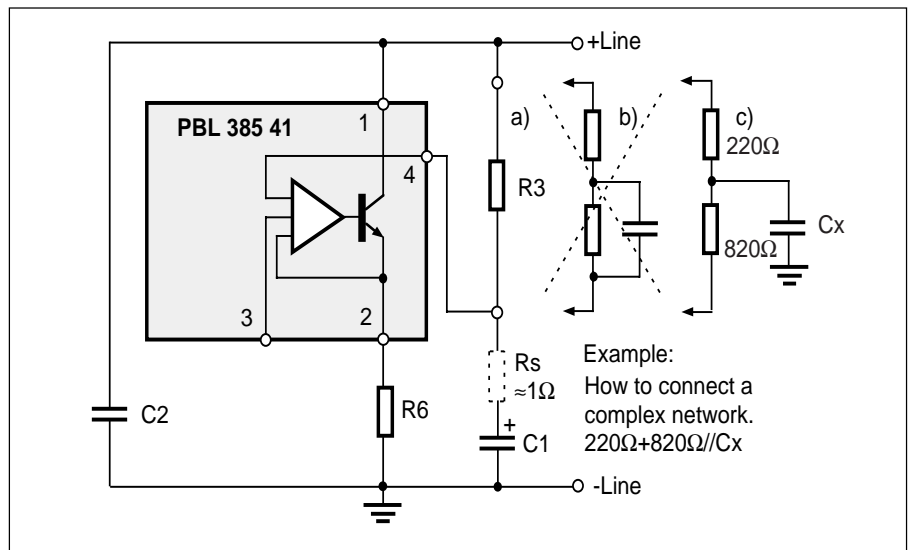 +Line
PBL 385 41
1
a)
b)
c)
220Ω
4
R3
Cx
820Ω
3
2
Example:
Rs
≈1Ω
How to connect a
complex network.
220Ω+820Ω//Cx
C2
R6
+
C1
-Line